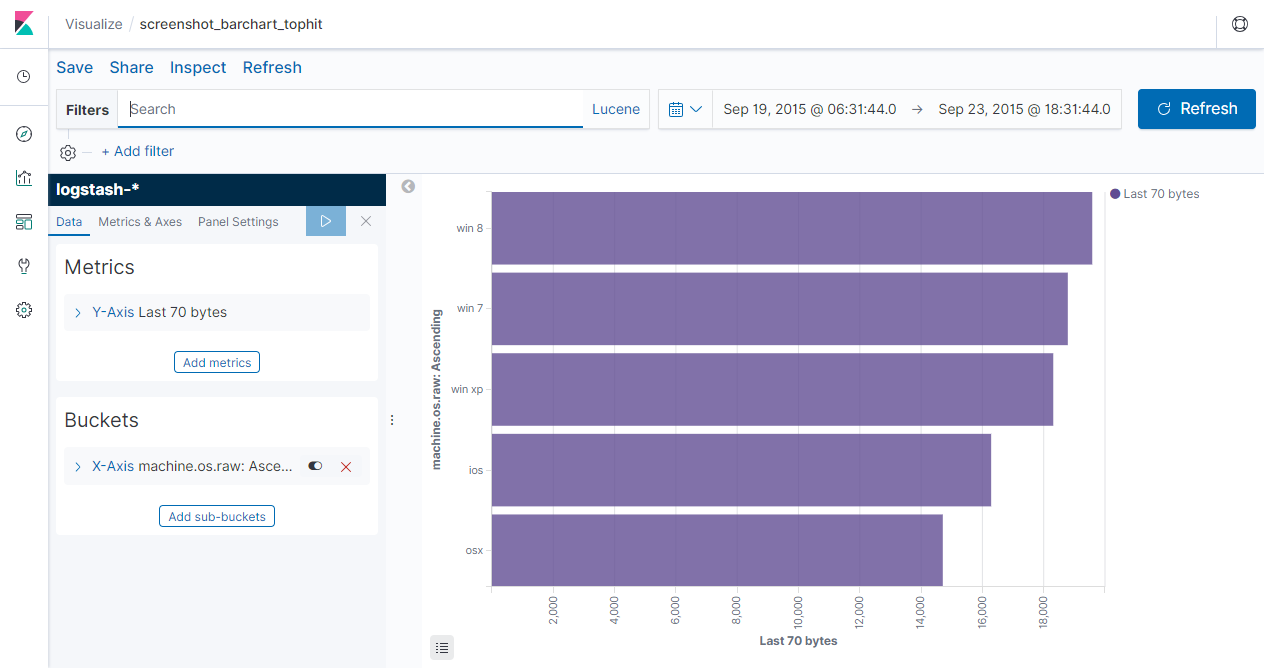 Visualize / screenshot_barchart_tophit
Save Share Inspect Refresh
Filters Search Lucene Sep 19, 2015 @ 06:31:44.0 → Sep 23, 2015 @ 18:31:44.0 Refresh
+ Add filter
logstash-*
Data Metrics & Axes Panel Settings
Metrics
Y-Axis Last 70 bytes
Add metrics
Buckets
X-Axis machine.os.raw: Asce...
Add sub-buckets
machine.os.raw: Ascending
win 8
win 7
win xp
ios
osx
2,000 4,000 6,000 8,000 10,000 12,000 14,000 16,000 18,000
Last 70 bytes
Last 70 bytes